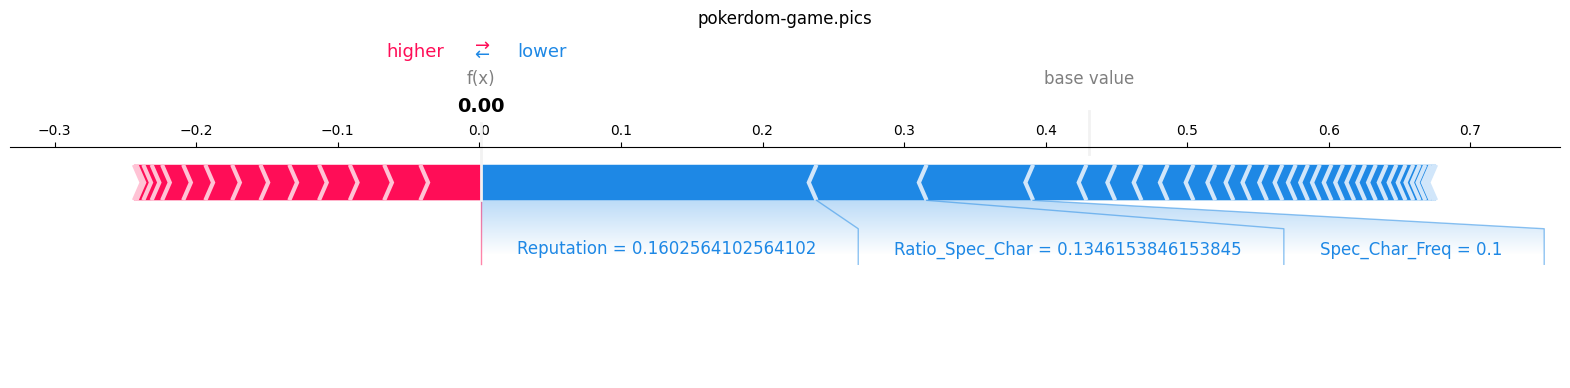 pokerdom-game.pics
higher → ← lower
f(x) base value
0.00
−0.3 −0.2 −0.1 0.0 0.1 0.2 0.3 0.4 0.5 0.6 0.7
Reputation = 0.1602564102564102 Ratio_Spec_Char = 0.1346153846153845 Spec_Char_Freq = 0.1